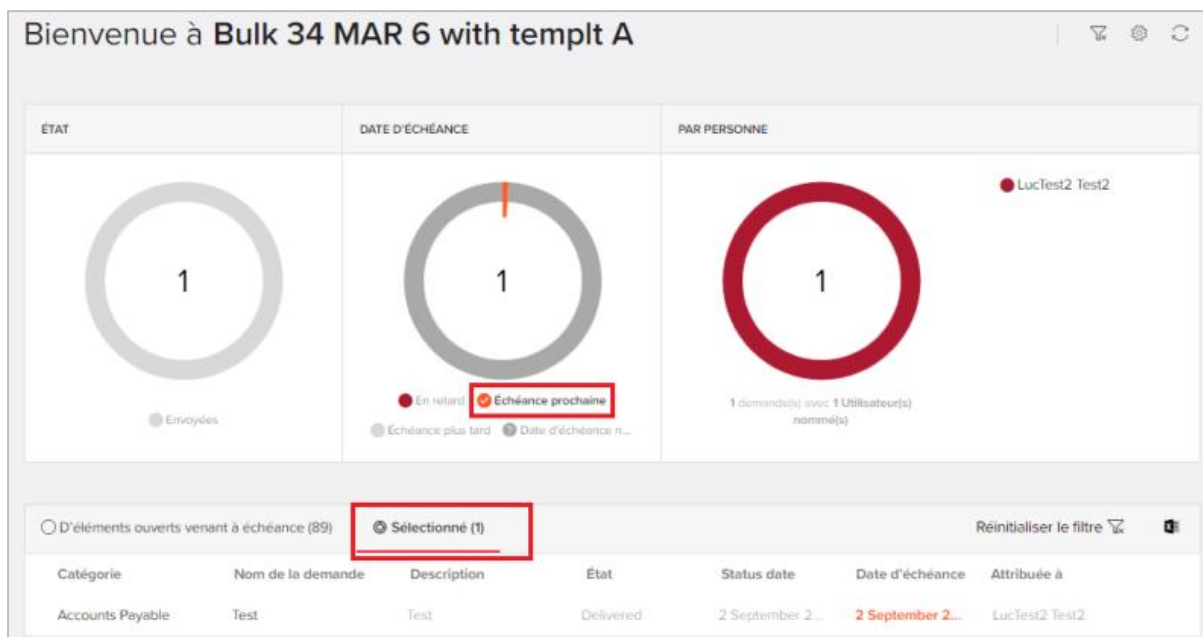 Bienvenue à Bulk 34 MAR 6 with templt A
ÉTAT DATE D'ÉCHÉANCE PAR PERSONNE
LucTest2 Test2
1 1 1
En retard Échéance prochaine
Échéance plus tard ? Date d'échéance n...
Envoyées
1 demande(s) avec 1 Utilisateur(s)
nommé(s)
D'éléments ouverts venant à échéance (89) Sélectionné (1) Réinitialiser le filtre
Catégorie Nom de la demande Description État Status date Date d'échéance Attribuée à
Accounts Payable Test Test Delivered 2 September 2... 2 September 2... LucTest2 Test2